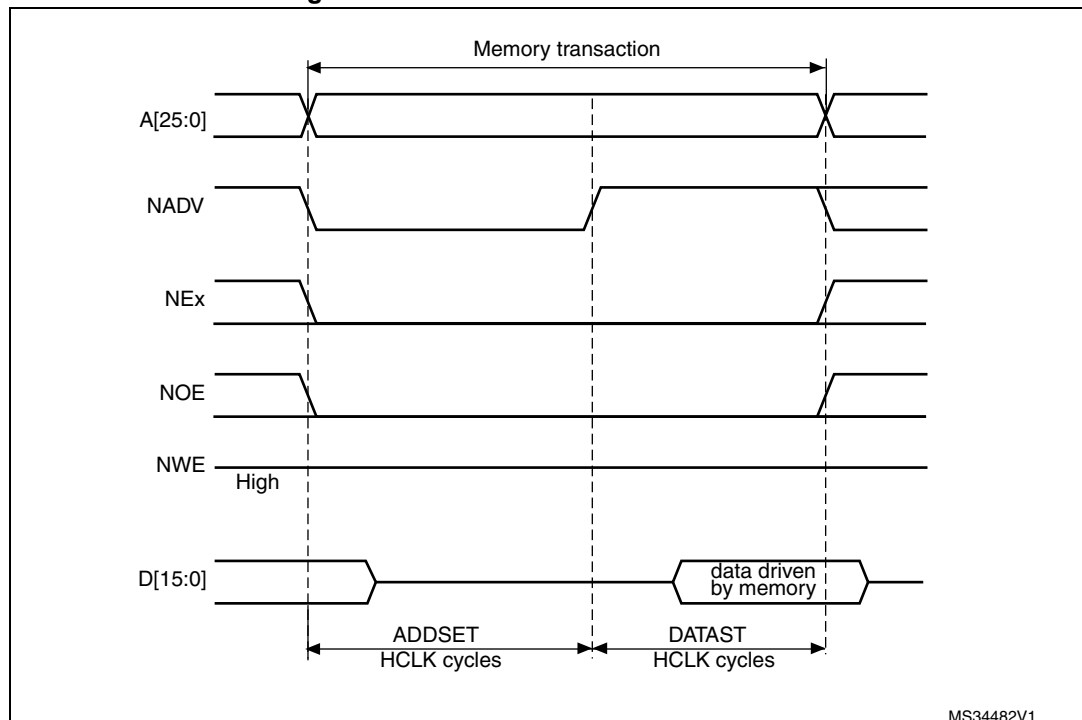 Memory transaction
A[25:0]
NADV
NEx
NOE
NWE
High
D[15:0]
data driven
by memory
ADDSET
HCLK cycles
DATAST
HCLK cycles
MS34482V1